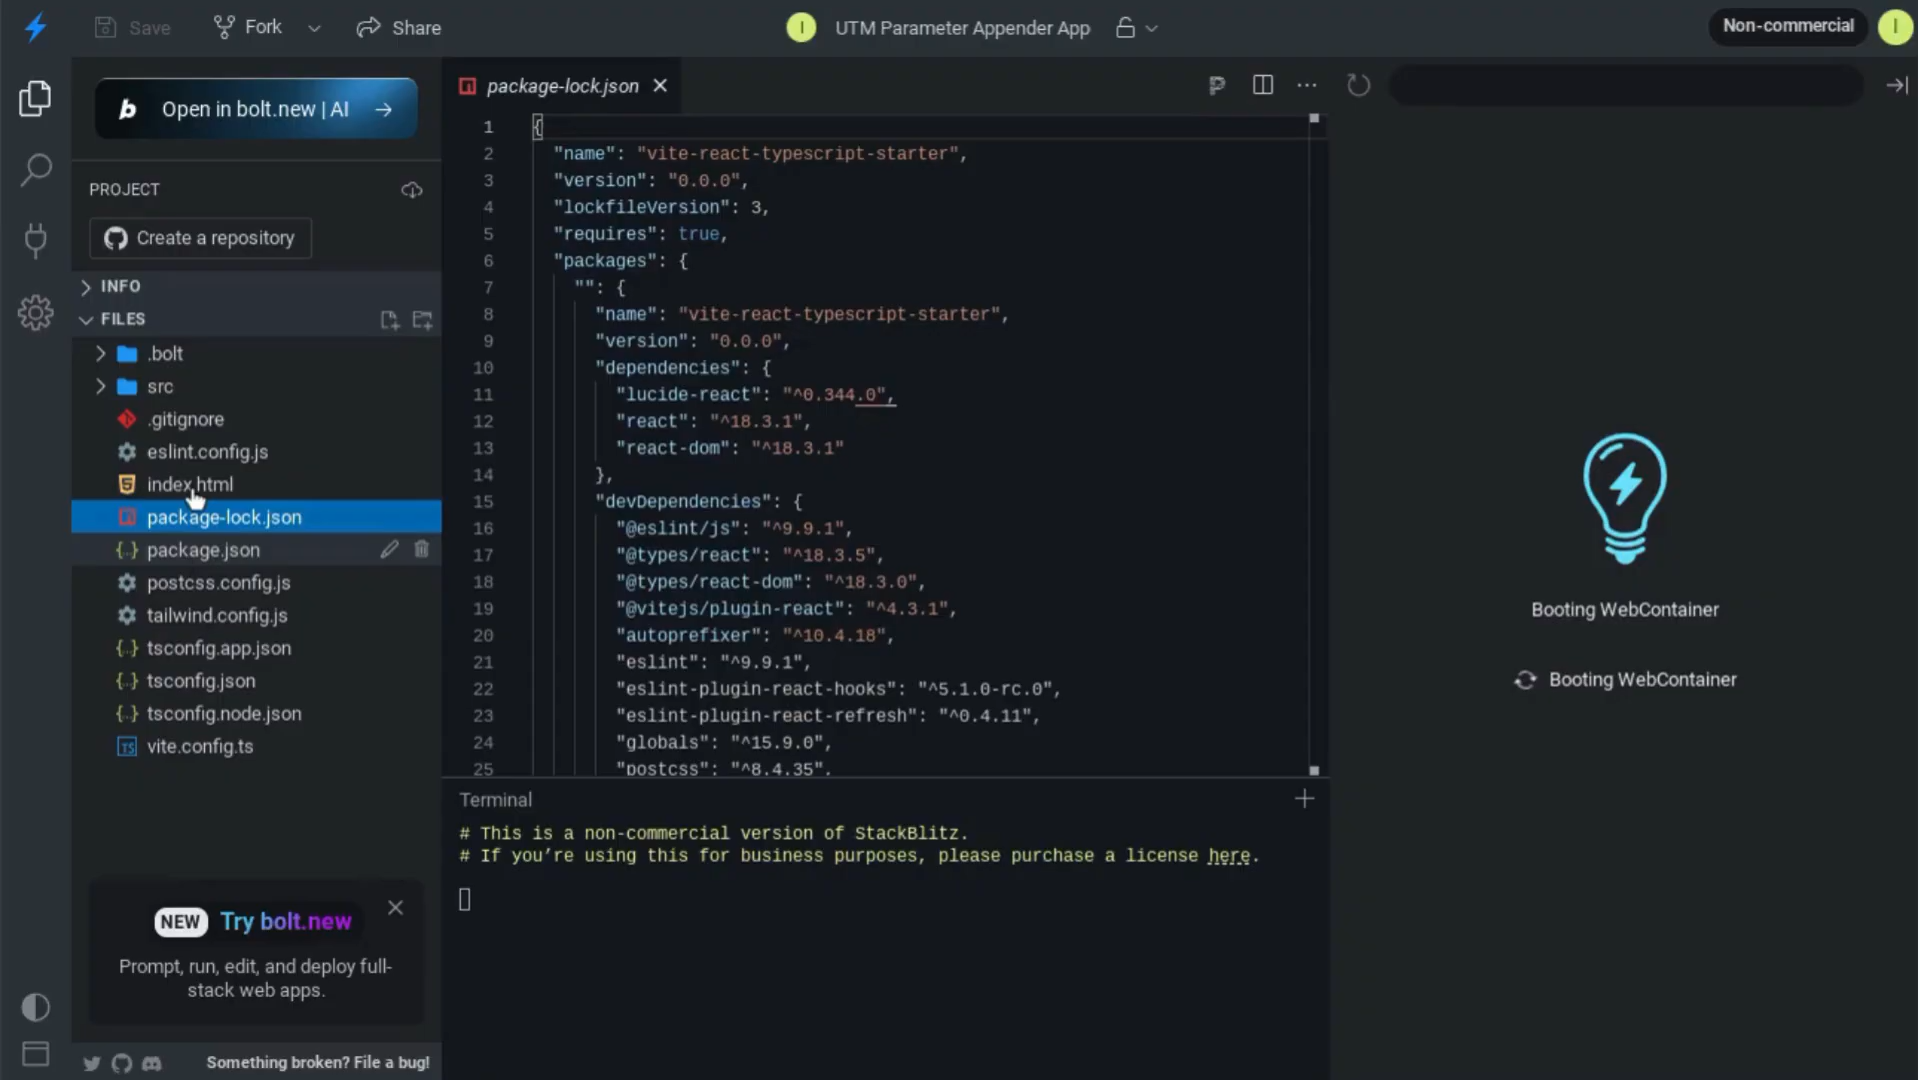 Save
Fork
Share
I
UTM Parameter Appender App
Non-commercial
I
b Open in bolt.new | AI
PROJECT
Create a repository
INFO
FILES
.bolt
src
.gitignore
eslint.config.js
index.html
package-lock.json
package.json
postcss.config.js
tailwind.config.js
tsconfig.app.json
tsconfig.json
tsconfig.node.json
vite.config.ts
NEW Try bolt.new
Prompt, run, edit, and deploy full-
stack web apps.
Something broken? File a bug!
package-lock.json
1 {
2 "name": "vite-react-typescript-starter",
3 "version": "0.0.0",
4 "lockfileVersion": 3,
5 "requires": true,
6 "packages": {
7 "": {
8 "name": "vite-react-typescript-starter",
9 "version": "0.0.0",
10 "dependencies": {
11 "lucide-react": "^0.344.0",
12 "react": "^18.3.1",
13 "react-dom": "^18.3.1"
14 },
15 "devDependencies": {
16 "@eslint/js": "^9.9.1",
17 "@types/react": "^18.3.5",
18 "@types/react-dom": "^18.3.0",
19 "@vitejs/plugin-react": "^4.3.1",
20 "autoprefixer": "^10.4.18",
21 "eslint": "^9.9.1",
22 "eslint-plugin-react-hooks": "^5.1.0-rc.0",
23 "eslint-plugin-react-refresh": "^0.4.11",
24 "globals": "^15.9.0",
25 "postcss": "^8.4.35",
Terminal
# This is a non-commercial version of StackBlitz.
# If you're using this for business purposes, please purchase a license here.
Booting WebContainer
Booting WebContainer